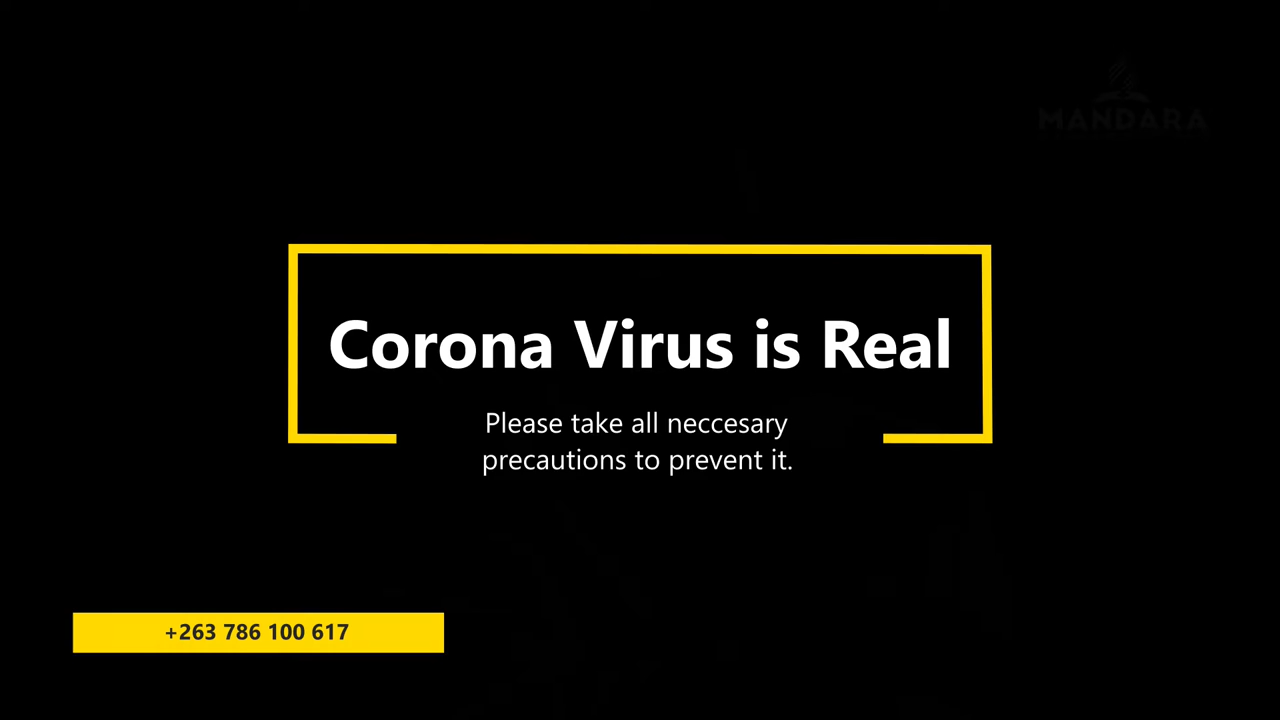 MANDARA
Corona Virus is Real
Please take all neccesary
precautions to prevent it.
+263 786 100 617